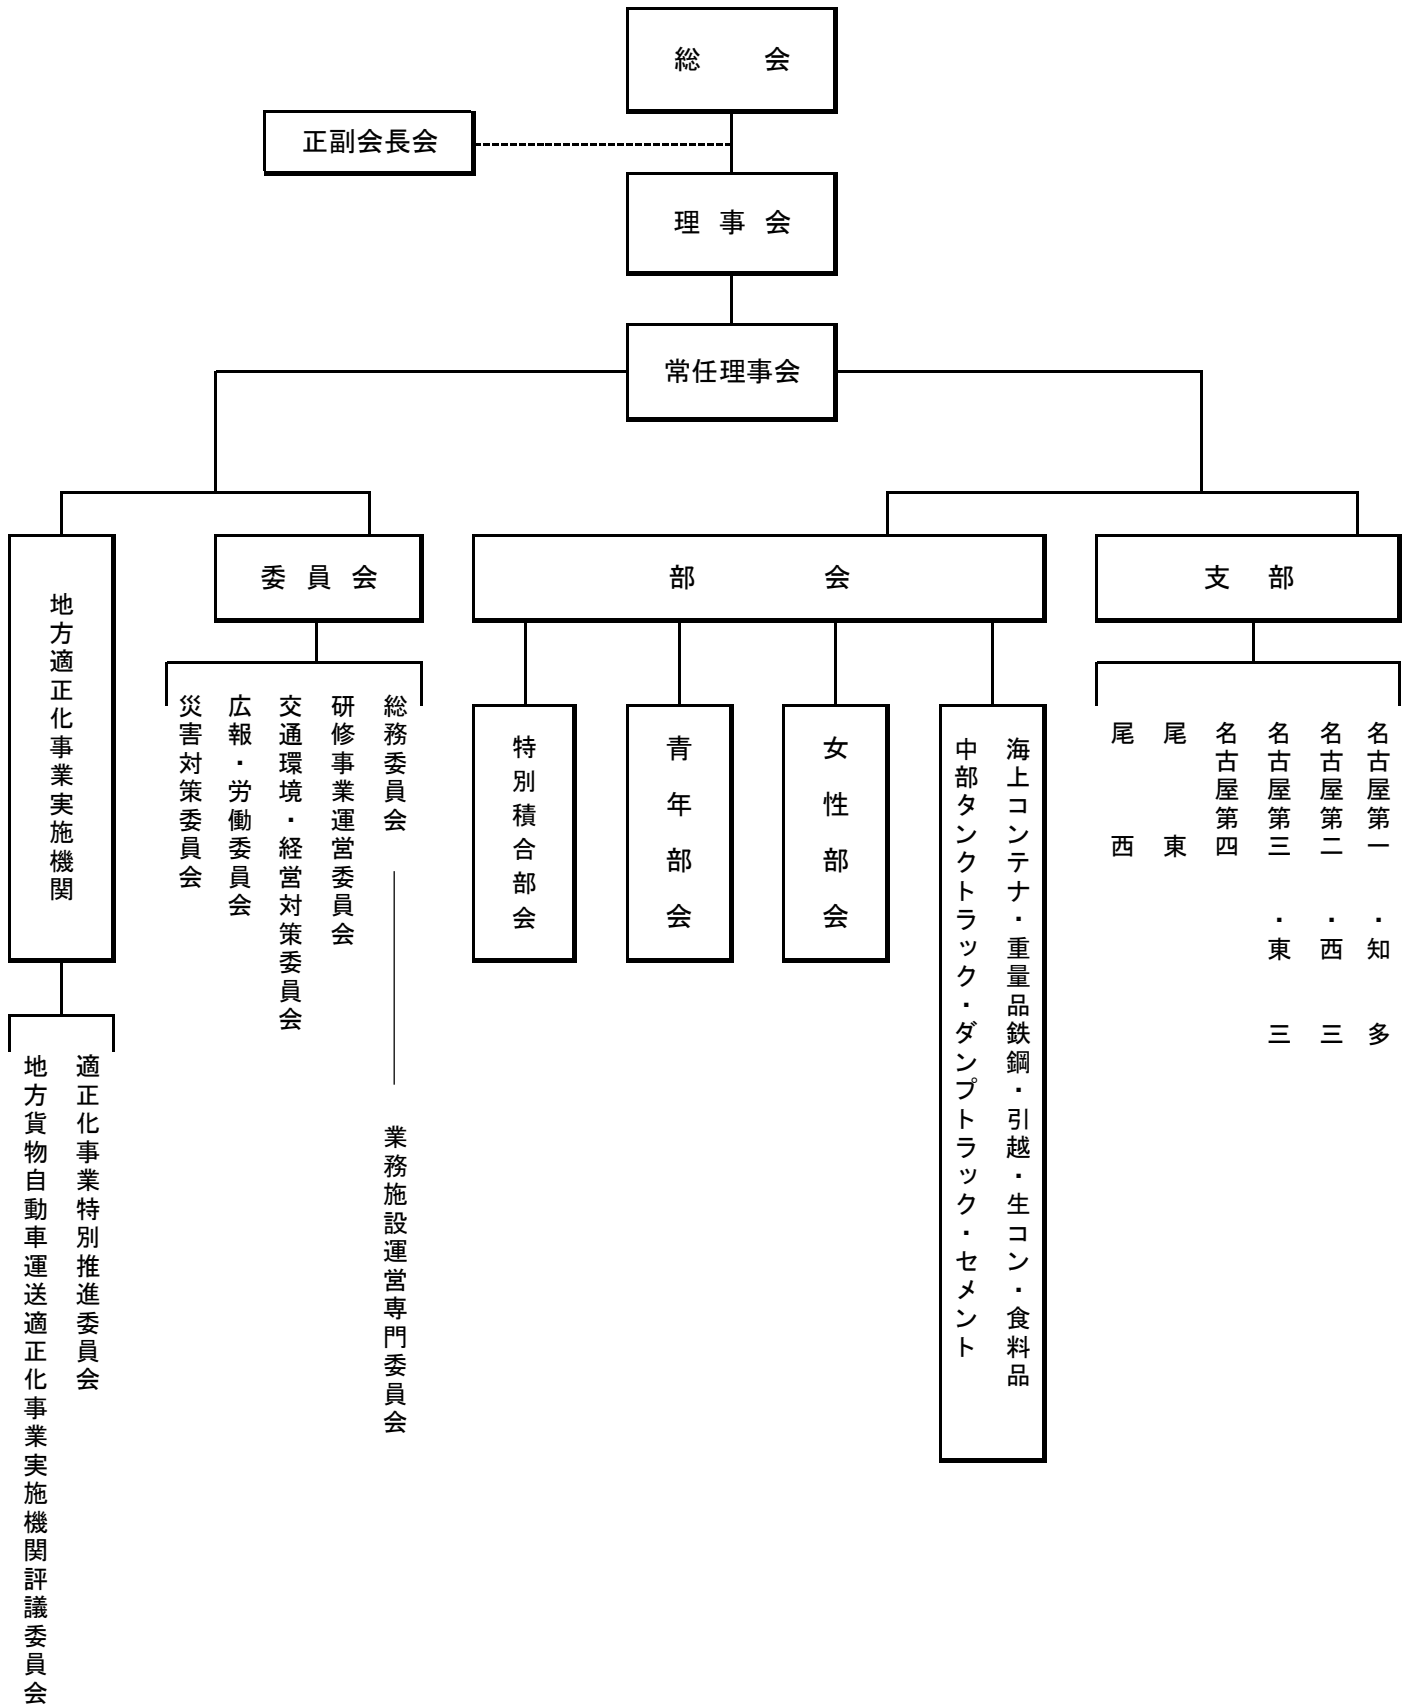 総　会
正副会長会
理事会
常任理事会
地方適正化事業実施機関
委員会
部　会
支　部
適正化事業特別推進委員会
地方貨物自動車運送適正化事業実施機関評議委員会
総務委員会
業務施設運営専門委員会
研修事業運営委員会
交通環境・経営対策委員会
広報・労働委員会
災害対策委員会
特別積合部会
青年部会
女性部会
海上コンテナ・重量品鉄鋼・引越・生コン・食料品
中部タンクトラック・ダンプトラック・セメント
名古屋第一・知多
名古屋第二・西三
名古屋第三・東三
名古屋第四
尾東
尾西